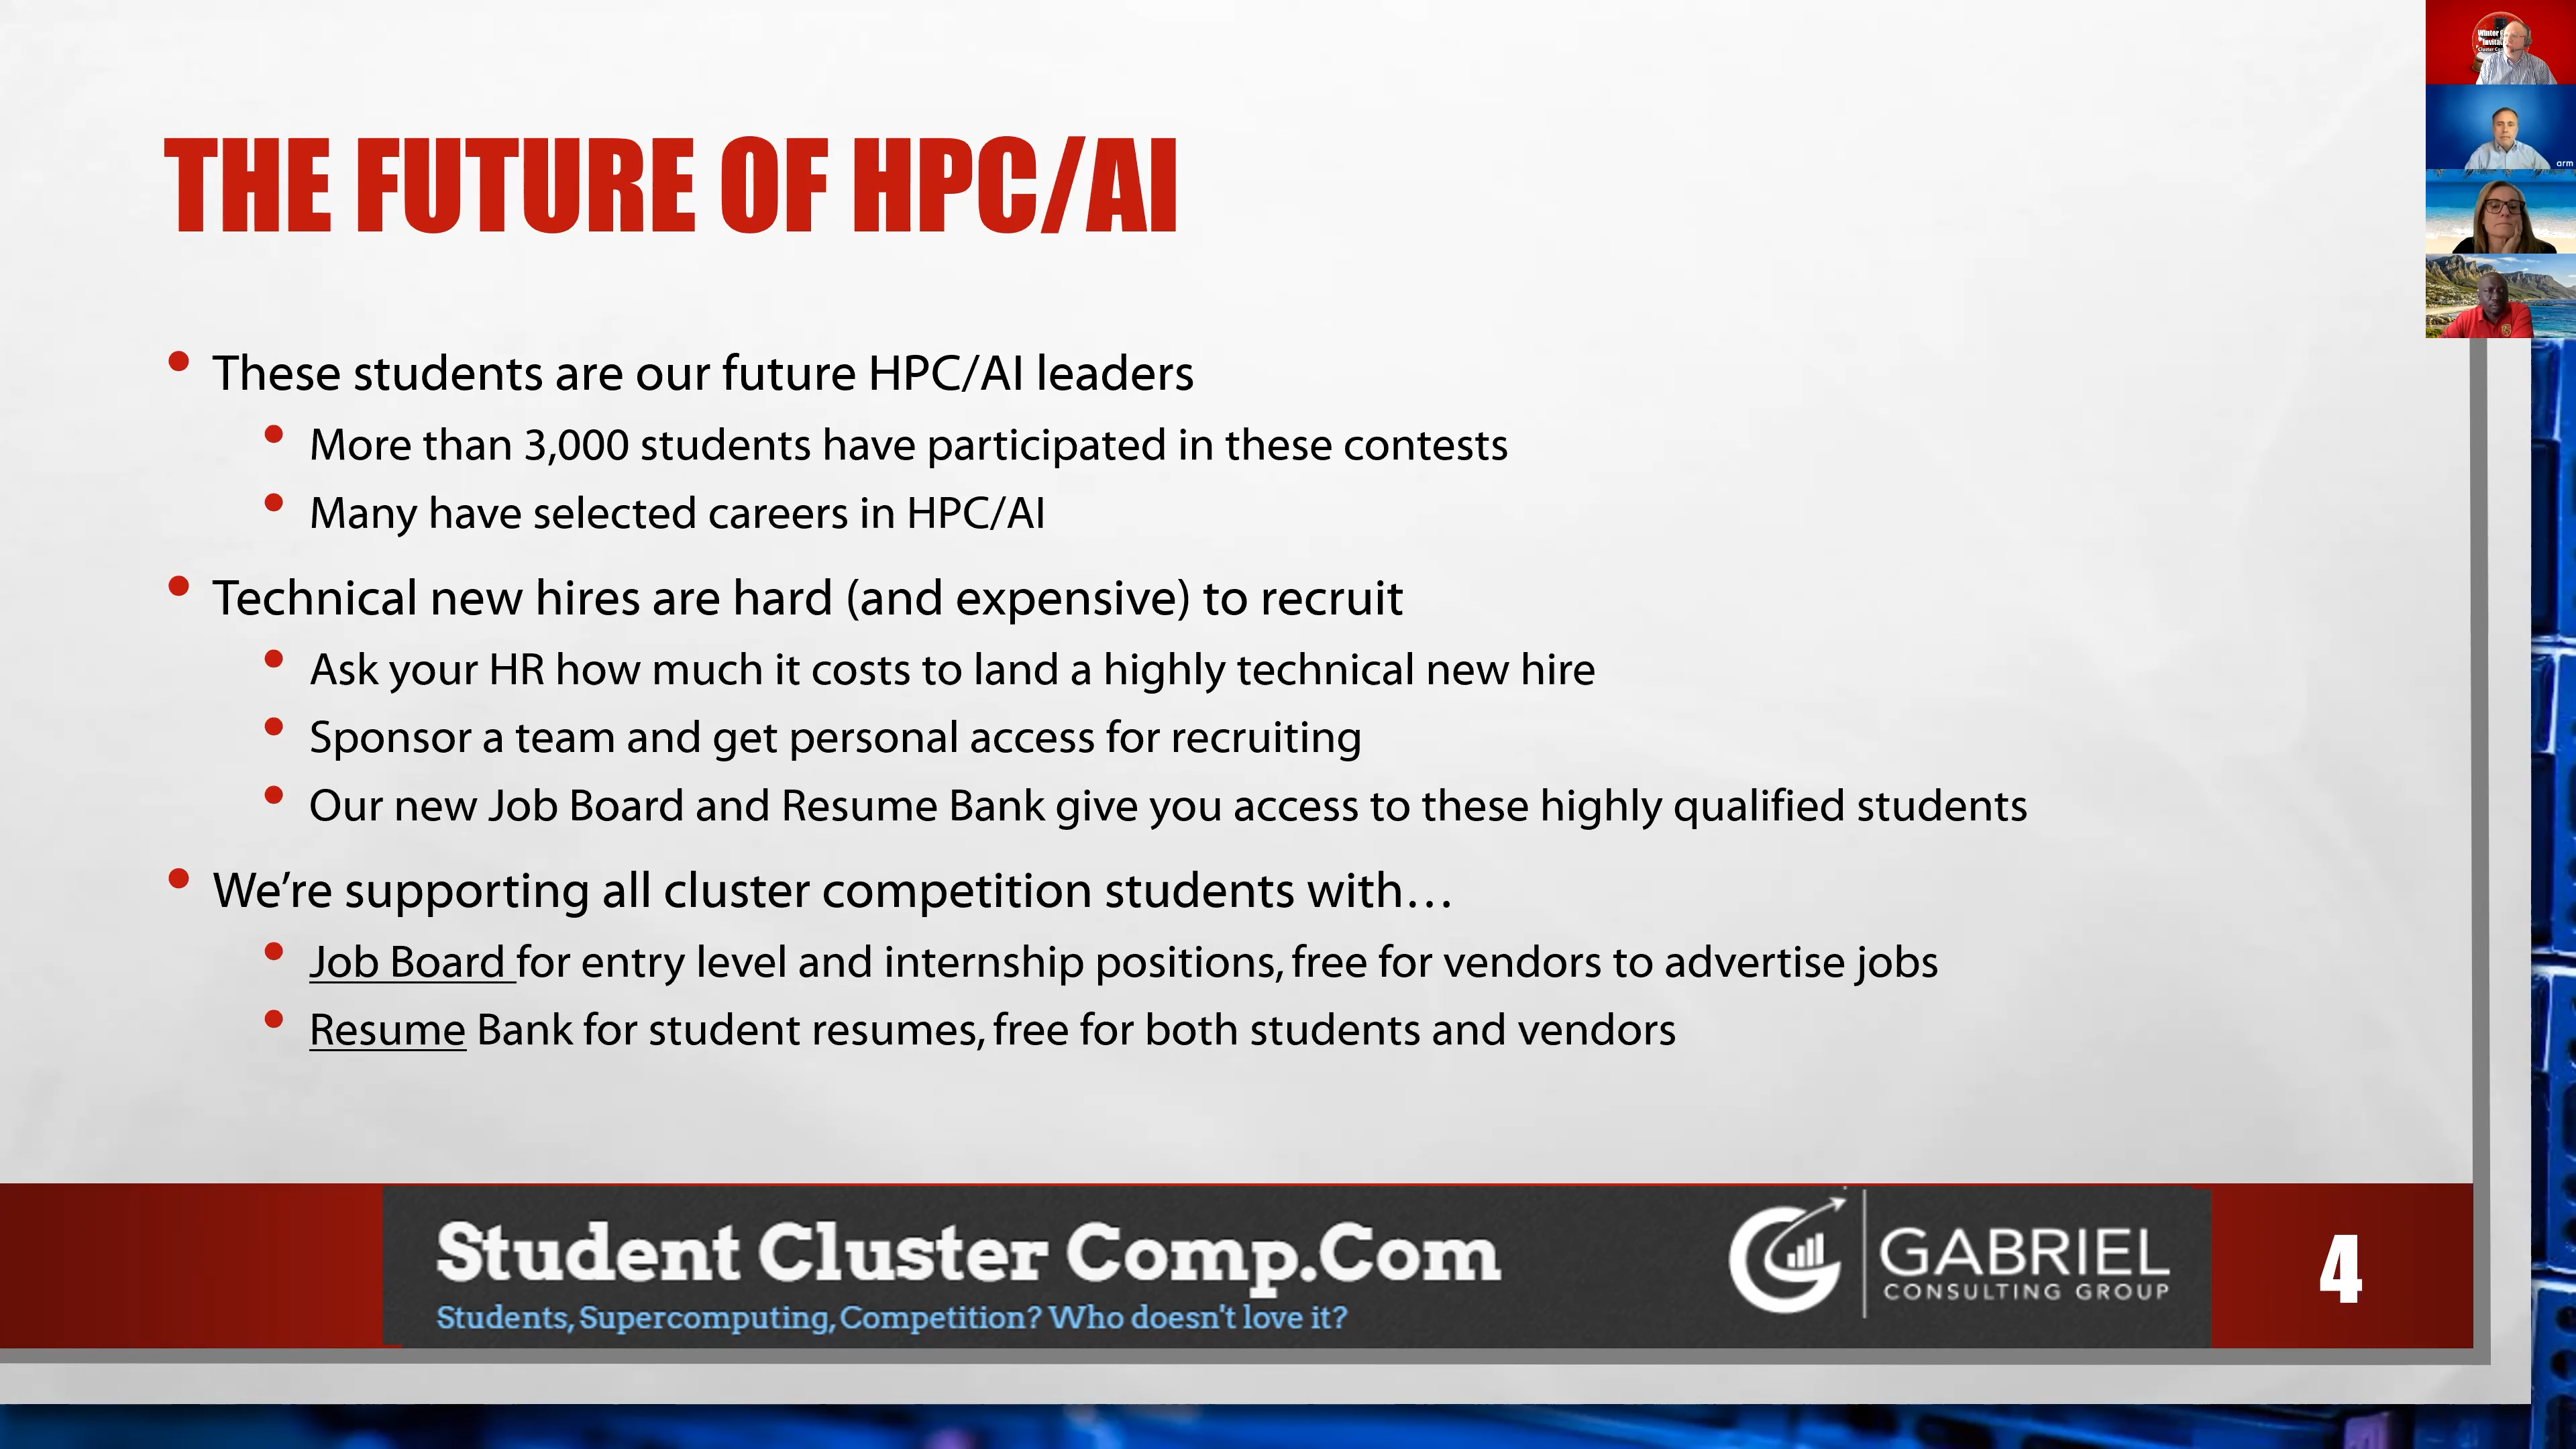 THE FUTURE OF HPC/AI
These students are our future HPC/AI leaders
More than 3,000 students have participated in these contests
Many have selected careers in HPC/AI
Technical new hires are hard (and expensive) to recruit
Ask your HR how much it costs to land a highly technical new hire
Sponsor a team and get personal access for recruiting
Our new Job Board and Resume Bank give you access to these highly qualified students
We're supporting all cluster competition students with…
Job Board for entry level and internship positions, free for vendors to advertise jobs
Resume Bank for student resumes, free for both students and vendors
Student Cluster Comp.Com
Students, Supercomputing, Competition? Who doesn't love it?
GABRIEL
CONSULTING GROUP
4
Winter
arm